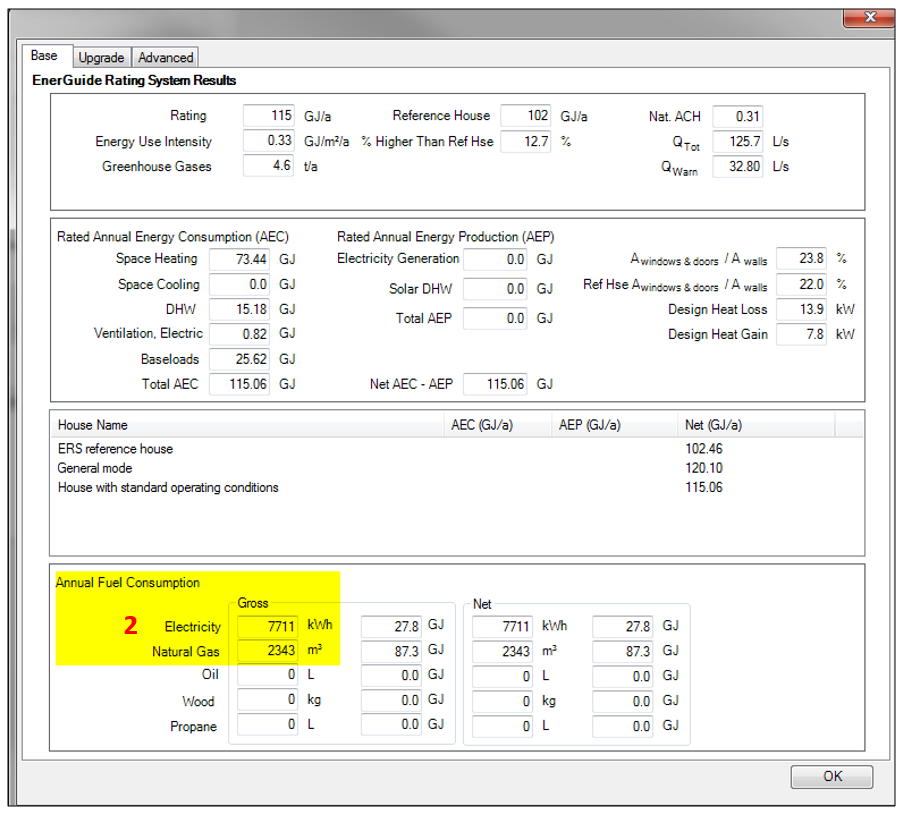 Base Upgrade Advanced
EnerGuide Rating System Results
Rating 115 GJ/a Reference House 102 GJ/a Nat. ACH 0.31
Energy Use Intensity 0.33 GJ/m²/a % Higher Than Ref Hse 12.7 % QTot 125.7 L/s
Greenhouse Gases 4.6 t/a QWarn 32.80 L/s
Rated Annual Energy Consumption (AEC) Rated Annual Energy Production (AEP)
Space Heating 73.44 GJ Electricity Generation 0.0 GJ A windows & doors / A walls 23.8 %
Space Cooling 0.0 GJ Solar DHW 0.0 GJ Ref Hse A windows & doors / A walls 22.0 %
DHW 15.18 GJ Total AEP 0.0 GJ Design Heat Loss 13.9 kW
Ventilation, Electric 0.82 GJ Design Heat Gain 7.8 kW
Baseloads 25.62 GJ
Total AEC 115.06 GJ Net AEC - AEP 115.06 GJ
House Name AEC (GJ/a) AEP (GJ/a) Net (GJ/a)
ERS reference house 102.46
General mode 120.10
House with standard operating conditions 115.06
Annual Fuel Consumption
Gross Net
2 Electricity 7711 kWh 27.8 GJ 7711 kWh 27.8 GJ
Natural Gas 2343 m³ 87.3 GJ 2343 m³ 87.3 GJ
Oil 0 L 0.0 GJ 0 L 0.0 GJ
Wood 0 kg 0.0 GJ 0 kg 0.0 GJ
Propane 0 L 0.0 GJ 0 L 0.0 GJ
OK